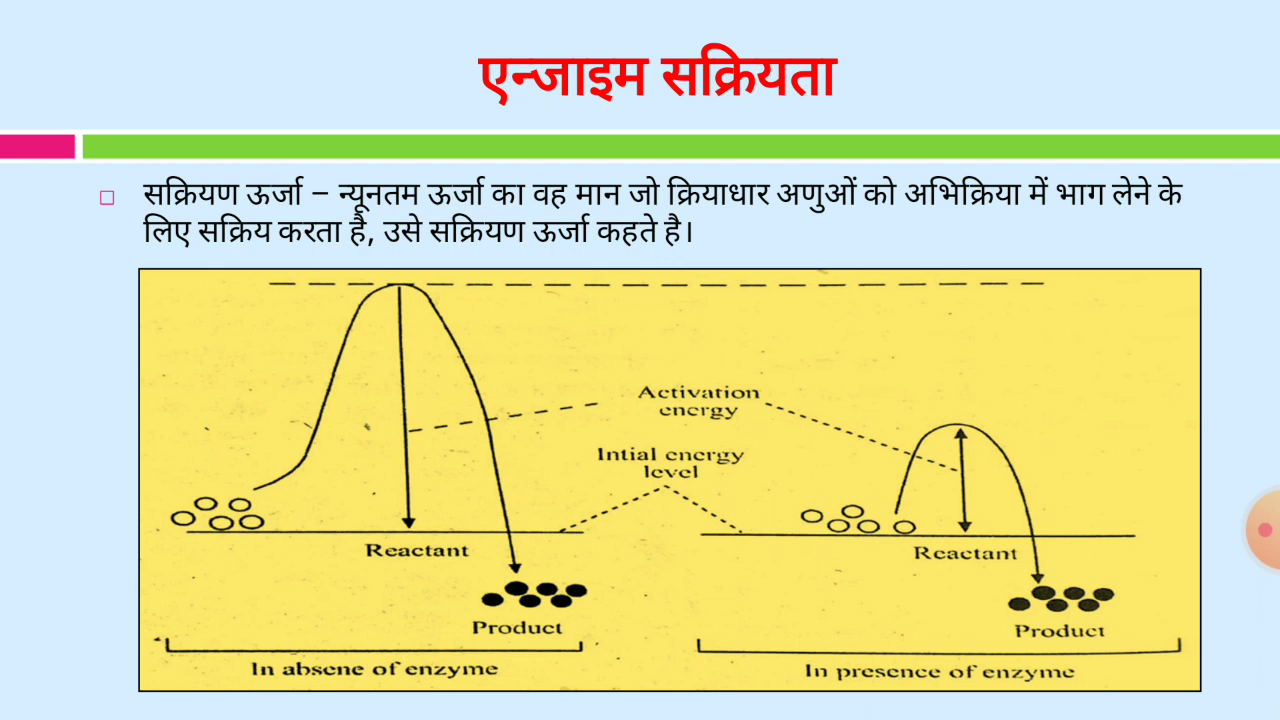 एन्जाइम सक्रियता
सक्रियण ऊर्जा – न्यूनतम ऊर्जा का वह मान जो क्रियाधार अणुओं को अभिक्रिया में भाग लेने के
लिए सक्रिय करता है, उसे सक्रियण ऊर्जा कहते है।
Activation
energy
Intial energy
level
Reactant
Reactant
Product
Product
In absene of enzyme
In presence of enzyme